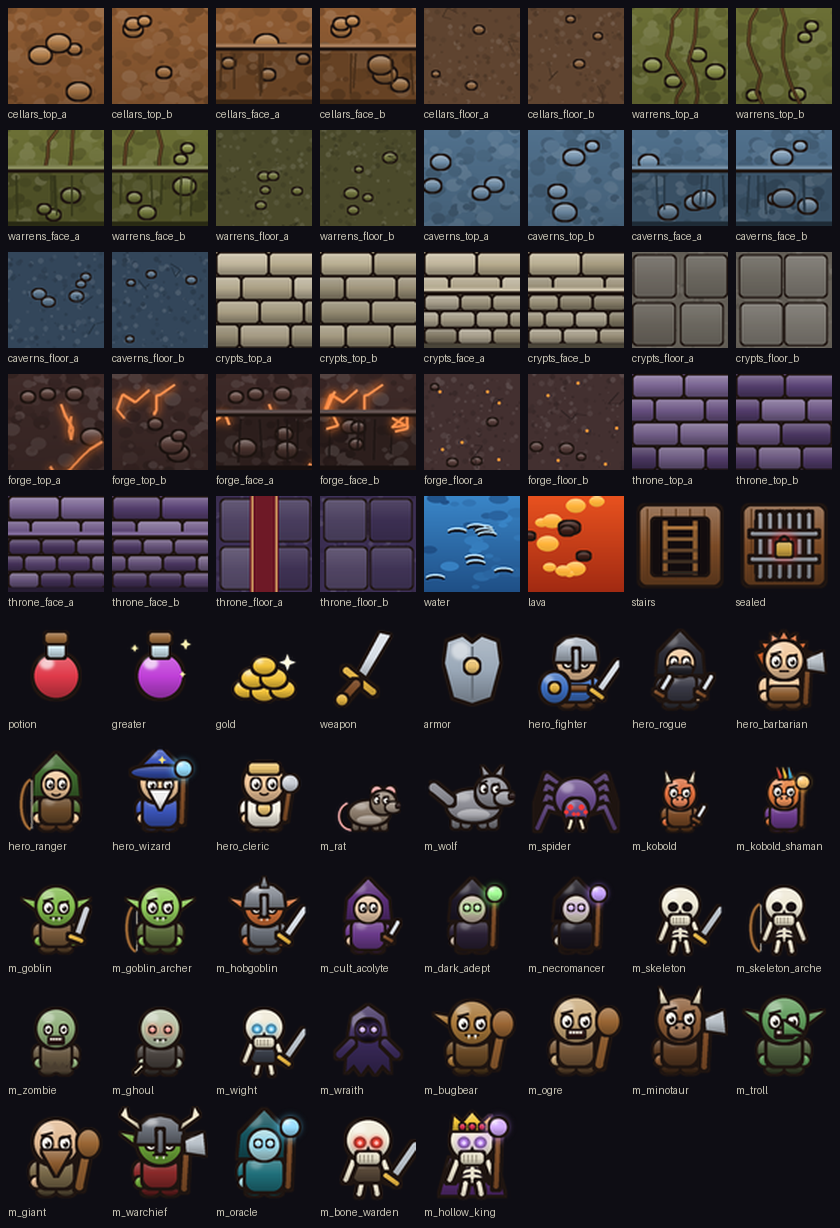 cellars_top_a cellars_top_b cellars_face_a cellars_face_b cellars_floor_a cellars_floor_b warrens_top_a warrens_top_b
warrens_face_a warrens_face_b warrens_floor_a warrens_floor_b caverns_top_a caverns_top_b caverns_face_a caverns_face_b
caverns_floor_a caverns_floor_b crypts_top_a crypts_top_b crypts_face_a crypts_face_b crypts_floor_a crypts_floor_b
forge_top_a forge_top_b forge_face_a forge_face_b forge_floor_a forge_floor_b throne_top_a throne_top_b
throne_face_a throne_face_b throne_floor_a throne_floor_b water lava stairs sealed
potion greater gold weapon armor hero_fighter hero_rogue hero_barbarian
hero_ranger hero_wizard hero_cleric m_rat m_wolf m_spider m_kobold m_kobold_shaman
m_goblin m_goblin_archer m_hobgoblin m_cult_acolyte m_dark_adept m_necromancer m_skeleton m_skeleton_arche
m_zombie m_ghoul m_wight m_wraith m_bugbear m_ogre m_minotaur m_troll
m_giant m_warchief m_oracle m_bone_warden m_hollow_king